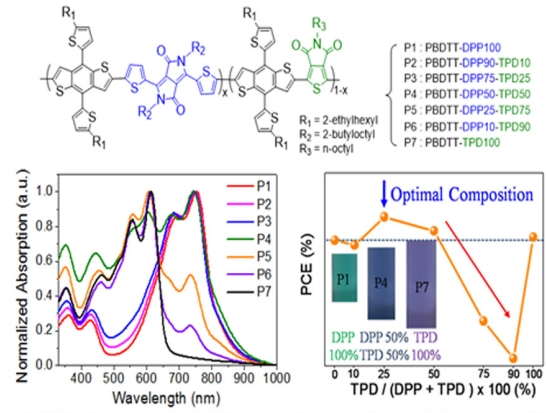 R1
R1
S
S
S
S
S
S
N
R2
O
O
N
R2
x
S
S
S
S
R1
R1
R3
N
O
O
S
1-x
R1 = 2-ethylhexyl
R2 = 2-butyloctyl
R3 = n-octyl
P1 : PBDTT-DPP100
P2 : PBDTT-DPP90-TPD10
P3 : PBDTT-DPP75-TPD25
P4 : PBDTT-DPP50-TPD50
P5 : PBDTT-DPP25-TPD75
P6 : PBDTT-DPP10-TPD90
P7 : PBDTT-TPD100
Normalized Absorption (a.u.)
1.0
0.8
0.6
0.4
0.2
0.0
400 500 600 700 800 900 1000
Wavelength (nm)
P1
P2
P3
P4
P5
P6
P7
PCE (%)
Optimal Composition
P1
P4
P7
DPP DPP 50% TPD
100% TPD 50% 100%
0 10 25 50 75 90 100
TPD / (DPP + TPD ) x 100 (%)